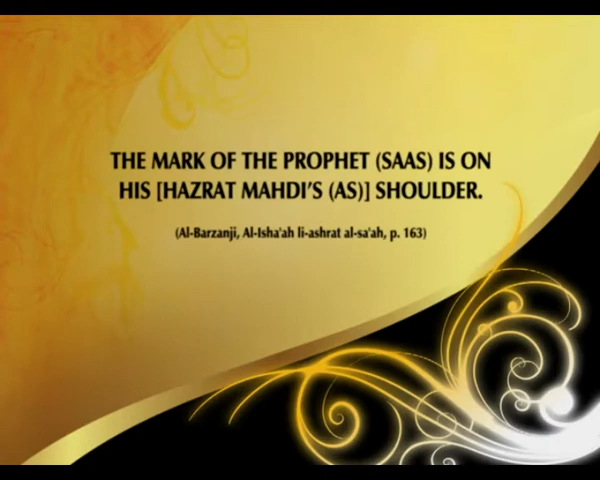 THE MARK OF THE PROPHET (SAAS) IS ON
HIS [HAZRAT MAHDI'S (AS)] SHOULDER.
(Al-Barzanji, Al-Isha'ah li-ashrat al-sa'ah, p. 163)